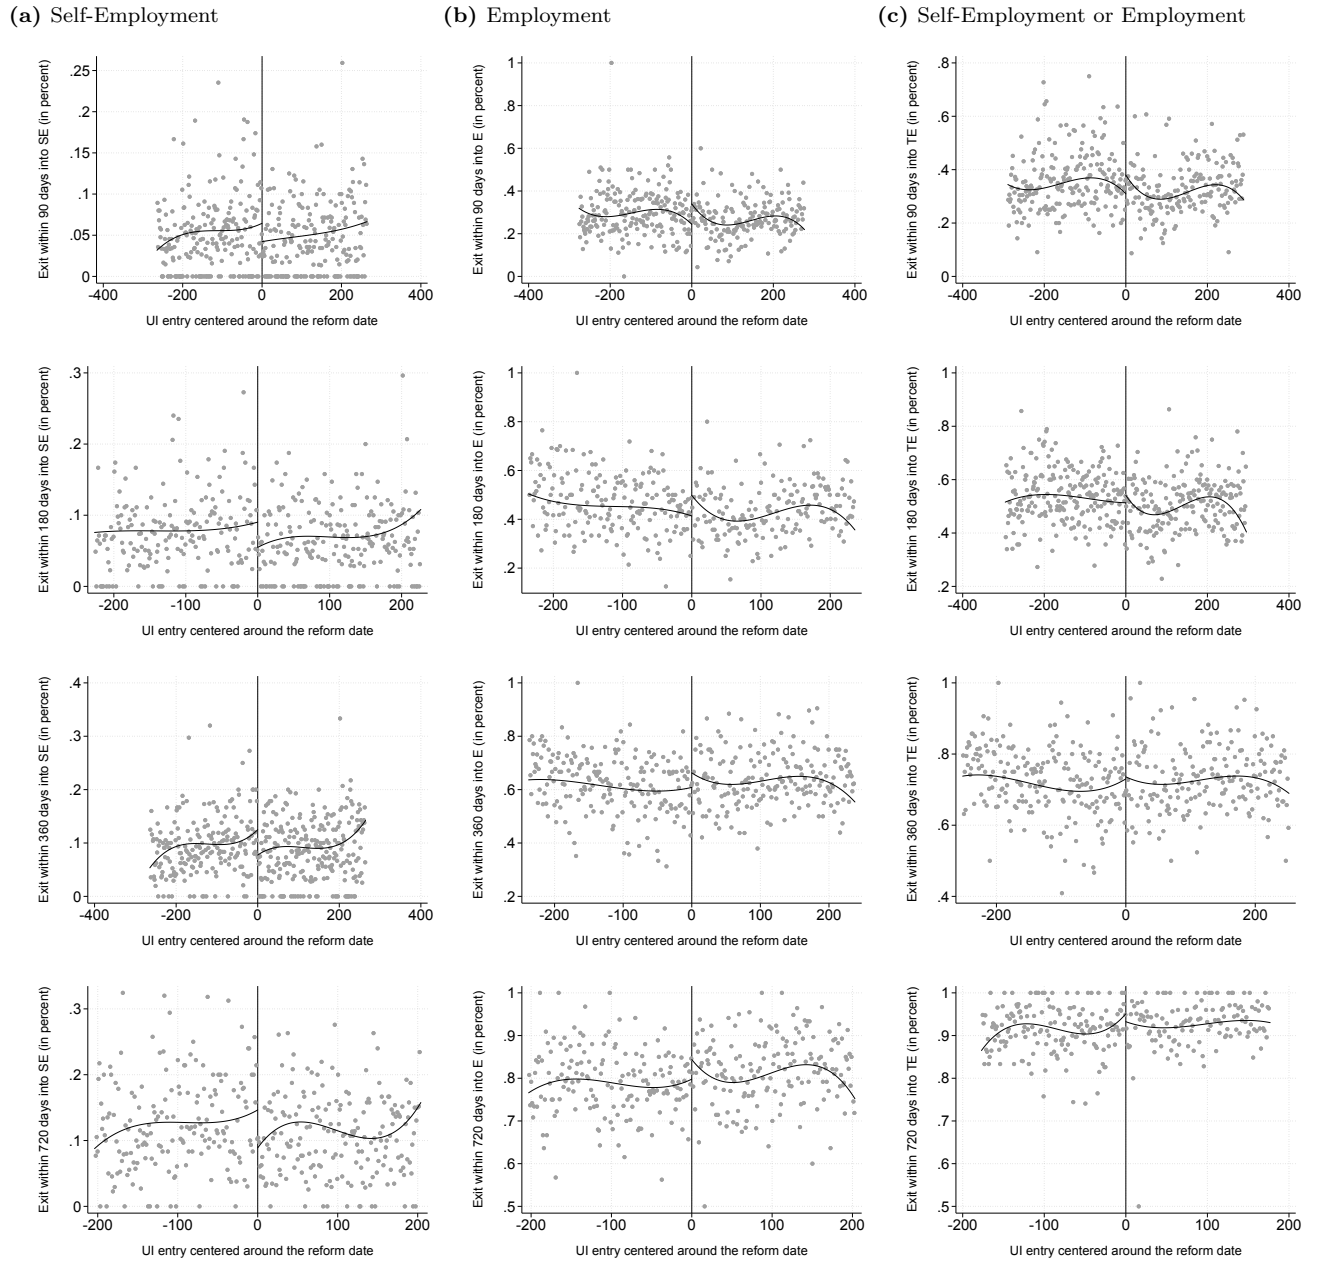 (a) Self-Employment
(b) Employment
(c) Self-Employment or Employment
Exit within 90 days into SE (in percent)
.25
.2
.15
.1
.05
0
-400 -200 0 200 400
UI entry centered around the reform date
Exit within 90 days into E (in percent)
1
.8
.6
.4
.2
0
-400 -200 0 200 400
UI entry centered around the reform date
Exit within 90 days into TE (in percent)
.8
.6
.4
.2
0
-400 -200 0 200 400
UI entry centered around the reform date
Exit within 180 days into SE (in percent)
.3
.2
.1
0
-200 -100 0 100 200
UI entry centered around the reform date
Exit within 180 days into E (in percent)
1
.8
.6
.4
.2
-200 -100 0 100 200
UI entry centered around the reform date
Exit within 180 days into TE (in percent)
1
.8
.6
.4
.2
-400 -200 0 200 400
UI entry centered around the reform date
Exit within 360 days into SE (in percent)
.4
.3
.2
.1
0
-400 -200 0 200 400
UI entry centered around the reform date
Exit within 360 days into E (in percent)
1
.8
.6
.4
.2
-200 -100 0 100 200
UI entry centered around the reform date
Exit within 360 days into TE (in percent)
1
.8
.6
.4
-200 0 200
UI entry centered around the reform date
Exit within 720 days into SE (in percent)
.3
.2
.1
0
-200 -100 0 100 200
UI entry centered around the reform date
Exit within 720 days into E (in percent)
1
.9
.8
.7
.6
.5
-200 -100 0 100 200
UI entry centered around the reform date
Exit within 720 days into TE (in percent)
1
.9
.8
.7
.6
.5
-200 -100 0 100 200
UI entry centered around the reform date